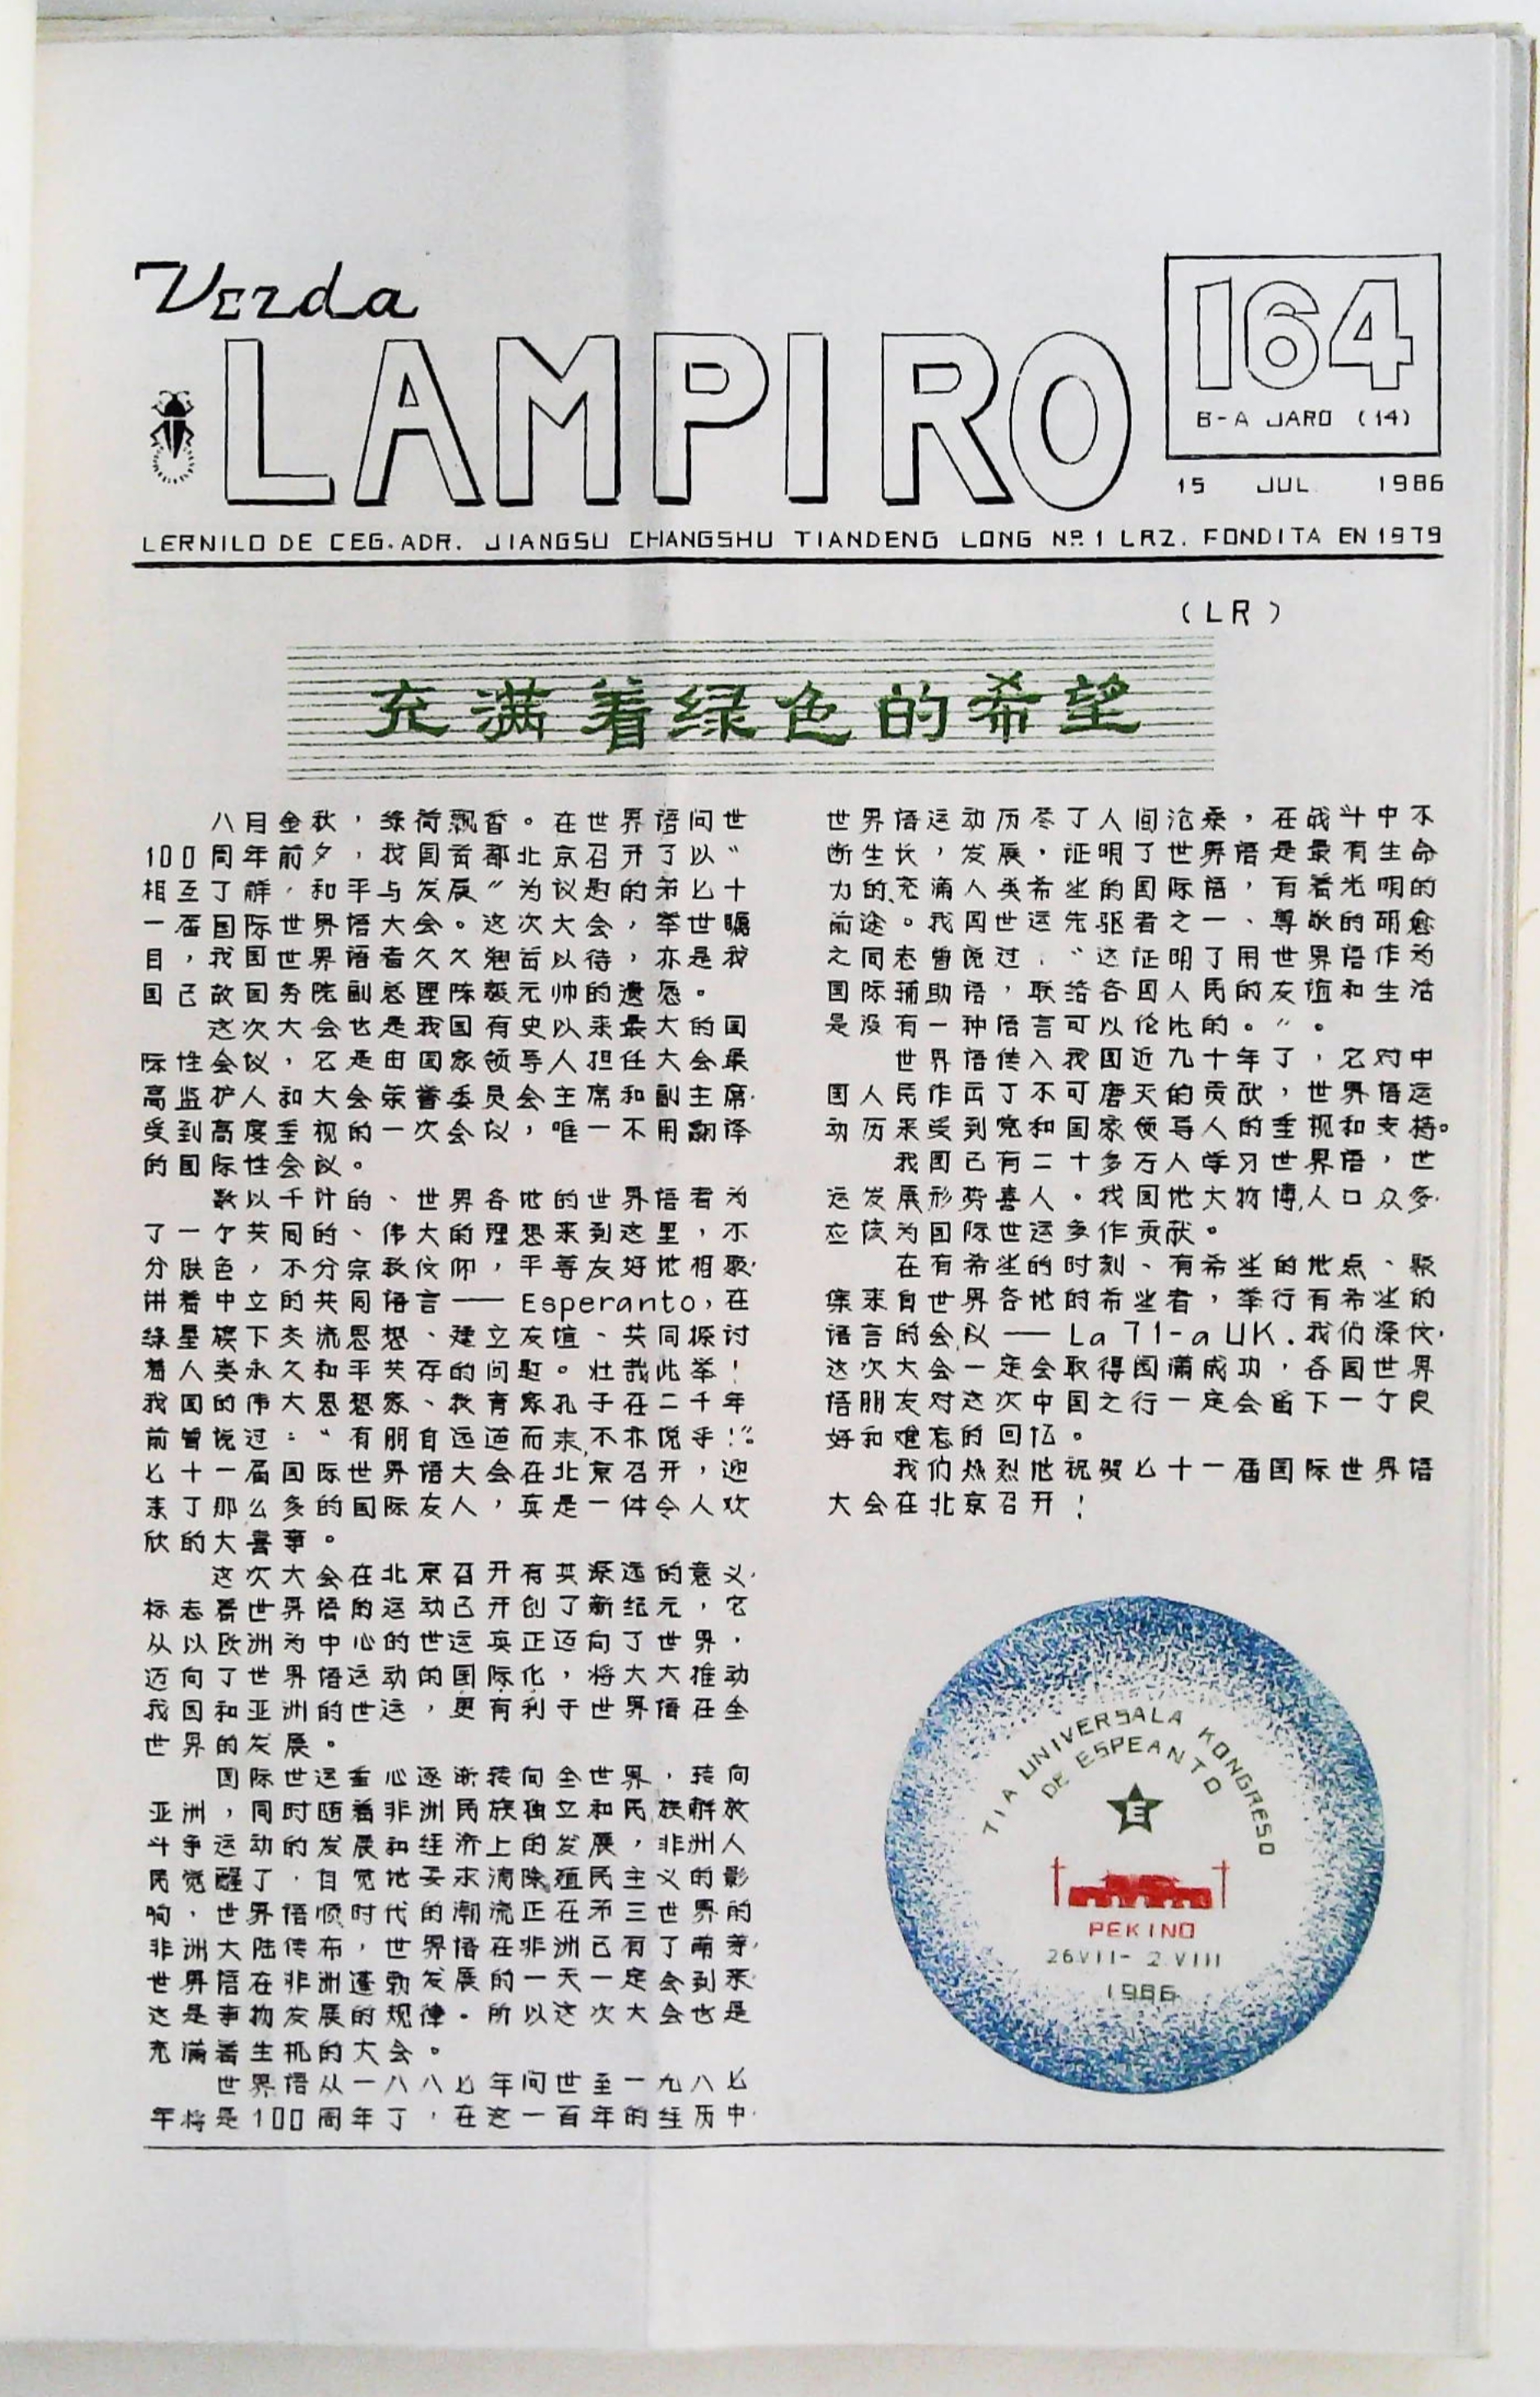 Verda
LAMPIRO
164
8-A JARO (14)
15 JUL 1986
LERNILO DE CEG. ADR. JIANGSU CHANGSHU TIANDENG LONG Nº.1 LRZ. FONDITA EN 1979
(LR)
充满着绿色的希望
八月金秋，绿荷飘香。在世界语问世
100周年前夕，我国首都北京召开了以“
相互了解，和平与发展”为议题的第七十
一届国际世界语大会。这次大会，举世瞩
目，我国世界语者久久翘首以待，亦是我
国已故国务院副总理陈毅元帅的遗愿。
这次大会也是我国有史以来最大的国
际性会议，它是由国家领导人担任大会最
高监护人和大会荣誉委员会主席和副主席，
受到高度重视的一次会议，唯一不用翻译
的国际性会议。
数以千计的、世界各地的世界语者为
了一个共同的、伟大的理想来到这里，不
分肤色，不分宗教信仰，平等友好地相聚，
讲着中立的共同语言——Esperanto，在
绿星旗下交流思想、建立友谊、共同探讨
着人类永久和平共存的问题。壮哉此举！
我国的伟大思想家、教育家孔子在二千年
前曾说过：“有朋自远道而来，不亦悦乎！”。
七十一届国际世界语大会在北京召开，迎
来了那么多的国际友人，真是一件令人欢
欣的大喜事。
这次大会在北京召开有其深远的意义，
标志着世界语的运动已开创了新纪元，它
从以欧洲为中心的世运真正迈向了世界，
迈向了世界语运动的国际化，将大大推动
我国和亚洲的世运，更有利于世界语在全
世界的发展。
国际世运重心逐渐转向全世界，转向
亚洲，同时随着非洲民族独立和民族解放
斗争运动的发展和经济上的发展，非洲人
民觉醒了，自觉地要求清除殖民主义的影
响，世界语顺时代的潮流正在第三世界的
非洲大陆传布，世界语在非洲已有了萌芽，
世界语在非洲蓬勃发展的一天一定会到来，
这是事物发展的规律。所以这次大会也是
充满着生机的大会。
世界语从一八八七年问世至一九八七
年将是100周年了，在这一百年的经历中，
世界语运动历尽了人间沧桑，在战斗中不
断生长，发展，证明了世界语是最有生命
力的、充满人类希望的国际语，有着光明的
前途。我国世运先驱者之一、尊敬的胡愈
之同志曾说过：“这证明了用世界语作为
国际辅助语，联络各国人民的友谊和生活
是没有一种语言可以伦比的。”。
世界语传入我国近九十年了，它对中
国人民作出了不可磨灭的贡献，世界语运
动历来受到党和国家领导人的重视和支持。
我国已有二十多万人学习世界语，世
运发展形势喜人。我国地大物博，人口众多，
应该为国际世运多作贡献。
在有希望的时刻、有希望的地点、聚
集来自世界各地的希望者，举行有希望的
语言的会议——La 71-a UK.我们深信，
这次大会一定会取得圆满成功，各国世界
语朋友对这次中国之行一定会留下一个良
好和难忘的回忆。
我们热烈地祝贺七十一届国际世界语
大会在北京召开！
71A UNIVERSALA KONGRESO
DE ESPEANTO
E
PEKINO
26 VII - 2 VIII
1986